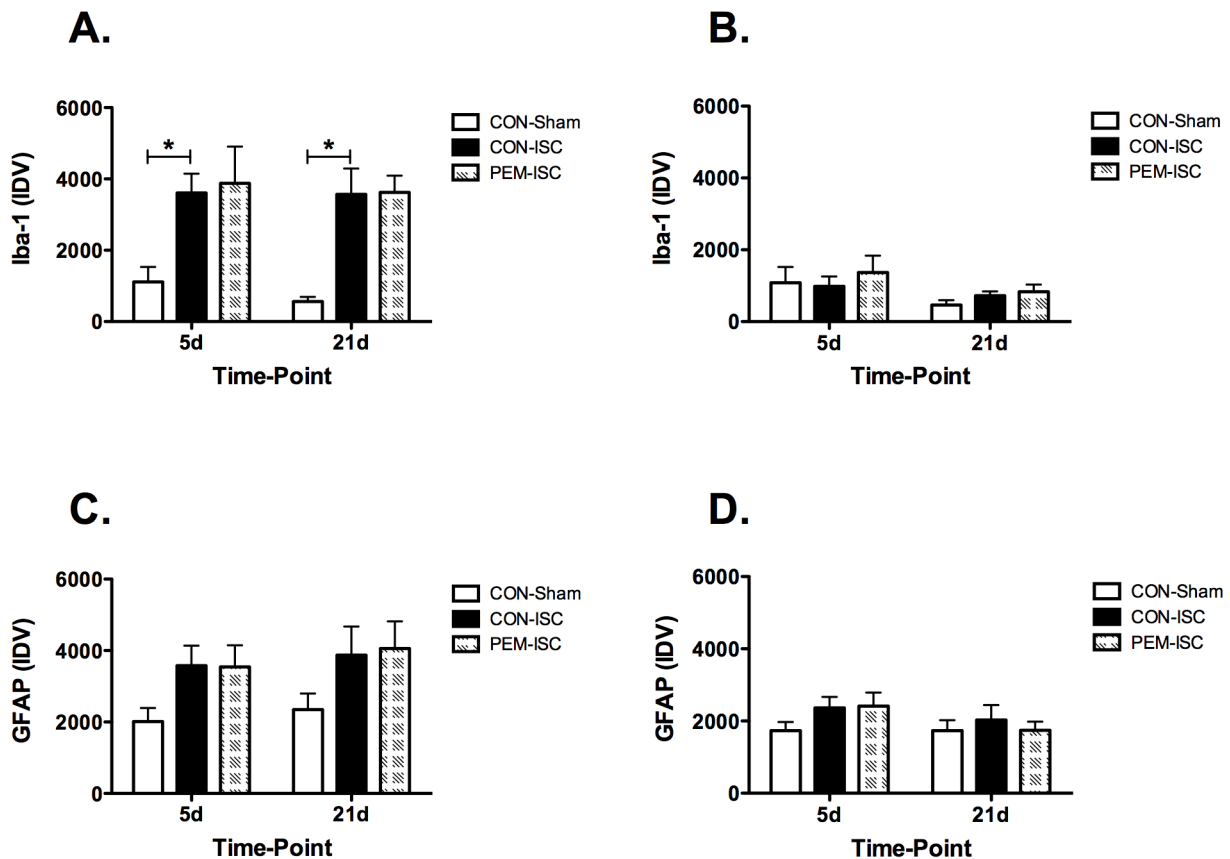 A.
6000
4000
2000
0
Iba-1 (IDV)
*
*
CON-Sham
CON-ISC
PEM-ISC
5d
21d
Time-Point
B.
6000
4000
2000
0
Iba-1 (IDV)
CON-Sham
CON-ISC
PEM-ISC
5d
21d
Time-Point
C.
6000
4000
2000
0
GFAP (IDV)
CON-Sham
CON-ISC
PEM-ISC
5d
21d
Time-Point
D.
6000
4000
2000
0
GFAP (IDV)
CON-Sham
CON-ISC
PEM-ISC
5d
21d
Time-Point